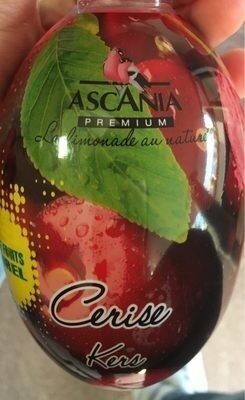 ASCANIA
PREMIUM
La limonade au naturel
Cerise
Kers